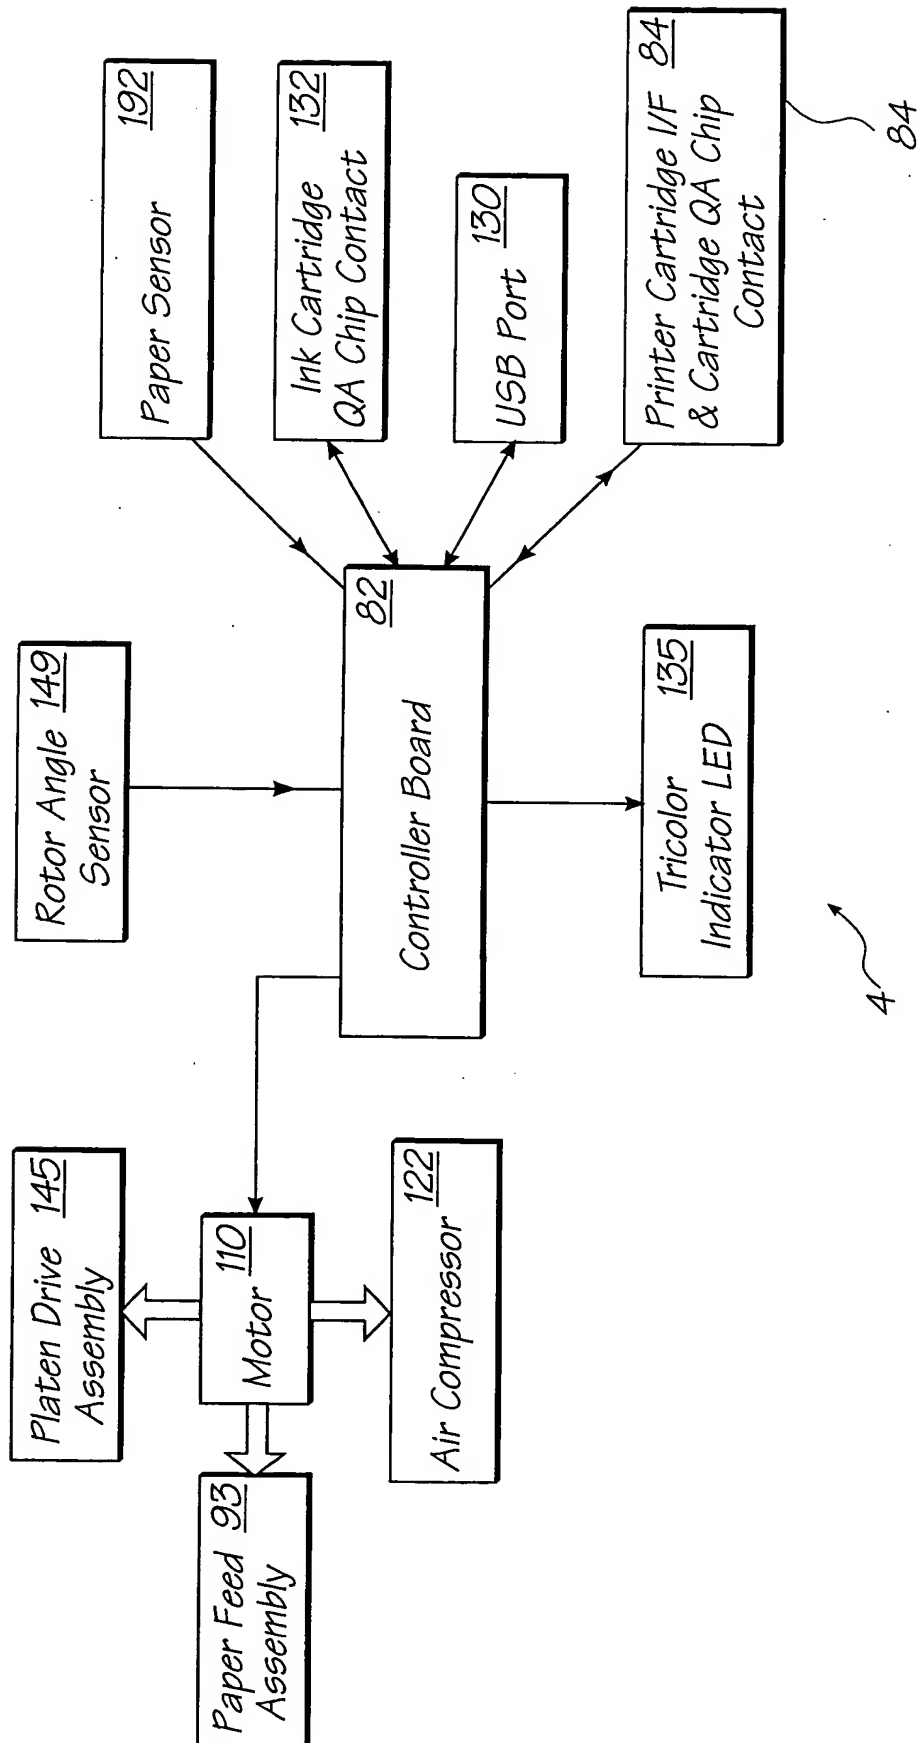 Paper Feed 93
Assembly
Platen Drive 145
Assembly
110
Motor
122
Air Compressor
Rotor Angle 149
Sensor
82
Controller Board
Tricolor 135
Indicator LED
192
Paper Sensor
Ink Cartridge 132
QA Chip Contact
130
USB Port
Printer Cartridge I/F 84
& Cartridge QA Chip
Contact
84
4